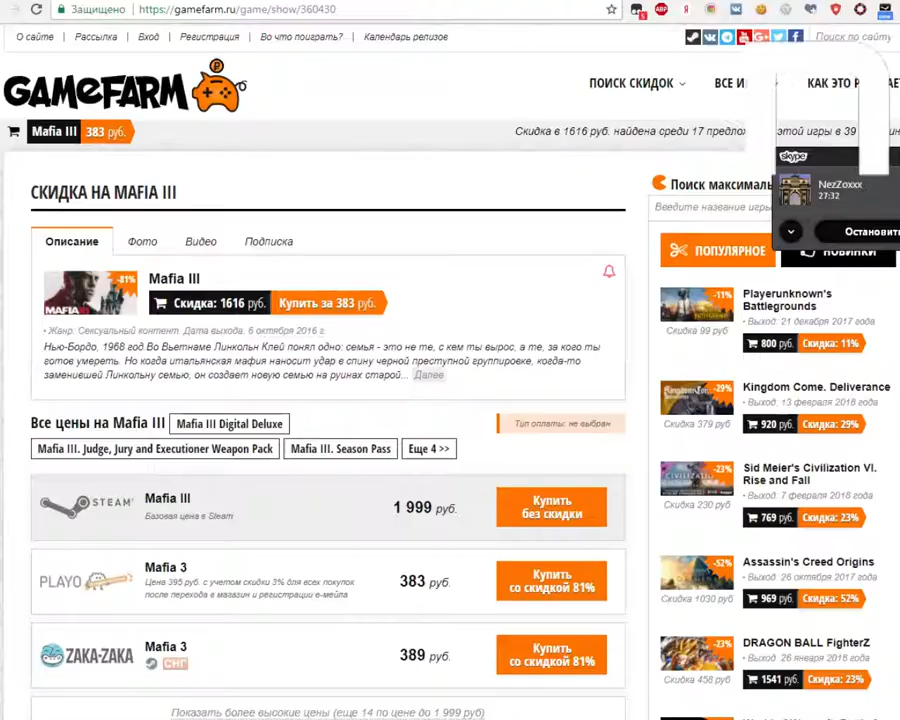 Защищено https://gamefarm.ru/game/show/360430
О сайте Рассылка Вход Регистрация Во что поиграть? Календарь релизов Поиск по сайту
GAMEFARM
ПОИСК СКИДОК ВСЕ И КАК ЭТО Р
Mafia III 383 руб.
Скидка в 1616 руб. найдена среди 17 предло этой игры в 39
skype
NezZoxxx
27:32
Остановить
СКИДКА НА MAFIA III
Описание Фото Видео Подписка
-81%
MAFIA III
Mafia III
Скидка: 1616 руб. Купить за 383 руб.
• Жанр: Сексуальный контент. Дата выхода: 6 октября 2016 г.
Нью-Бордо, 1968 год Во Вьетнаме Линкольн Клей понял одно: семья - это не те, с кем ты вырос, а те, за кого ты
готов умереть. Но когда итальянская мафия наносит удар в спину черной преступной группировке, когда-то
заменившей Линкольну семью, он создает новую семью на руинах старой... Далее
Все цены на Mafia III Mafia III Digital Deluxe
Тип оплаты: не выбран
Mafia III. Judge, Jury and Executioner Weapon Pack Mafia III. Season Pass Еще 4 >>
STEAM
Mafia III
Базовая цена в Steam
1 999 руб.
Купить
без скидки
PLAYO
Mafia 3
Цена 395 руб. с учетом скидки 3% для всех покупок
после перехода в магазин и регистрации е-мейла
383 руб.
Купить
со скидкой 81%
ZAKA-ZAKA
Mafia 3
СНГ
389 руб.
Купить
со скидкой 81%
Показать более высокие цены (еще 14 по цене до 1 999 руб)
Поиск максималь
Введите название игры
ПОПУЛЯРНОЕ
НОВИНКИ
-11%
Скидка 99 руб
Playerunknown's
Battlegrounds
• Выход: 21 декабря 2017 года
800 руб. Скидка: 11%
-29%
Скидка 379 руб
Kingdom Come. Deliverance
• Выход: 13 февраля 2018 года
920 руб. Скидка: 29%
-23%
Скидка 230 руб
Sid Meier's Civilization VI.
Rise and Fall
• Выход: 7 февраля 2018 года
769 руб. Скидка: 23%
-52%
Скидка 1030 руб
Assassin's Creed Origins
• Выход: 26 октября 2017 года
969 руб. Скидка: 52%
-23%
Скидка 458 руб
DRAGON BALL FighterZ
• Выход: 26 января 2018 года
1541 руб. Скидка: 23%